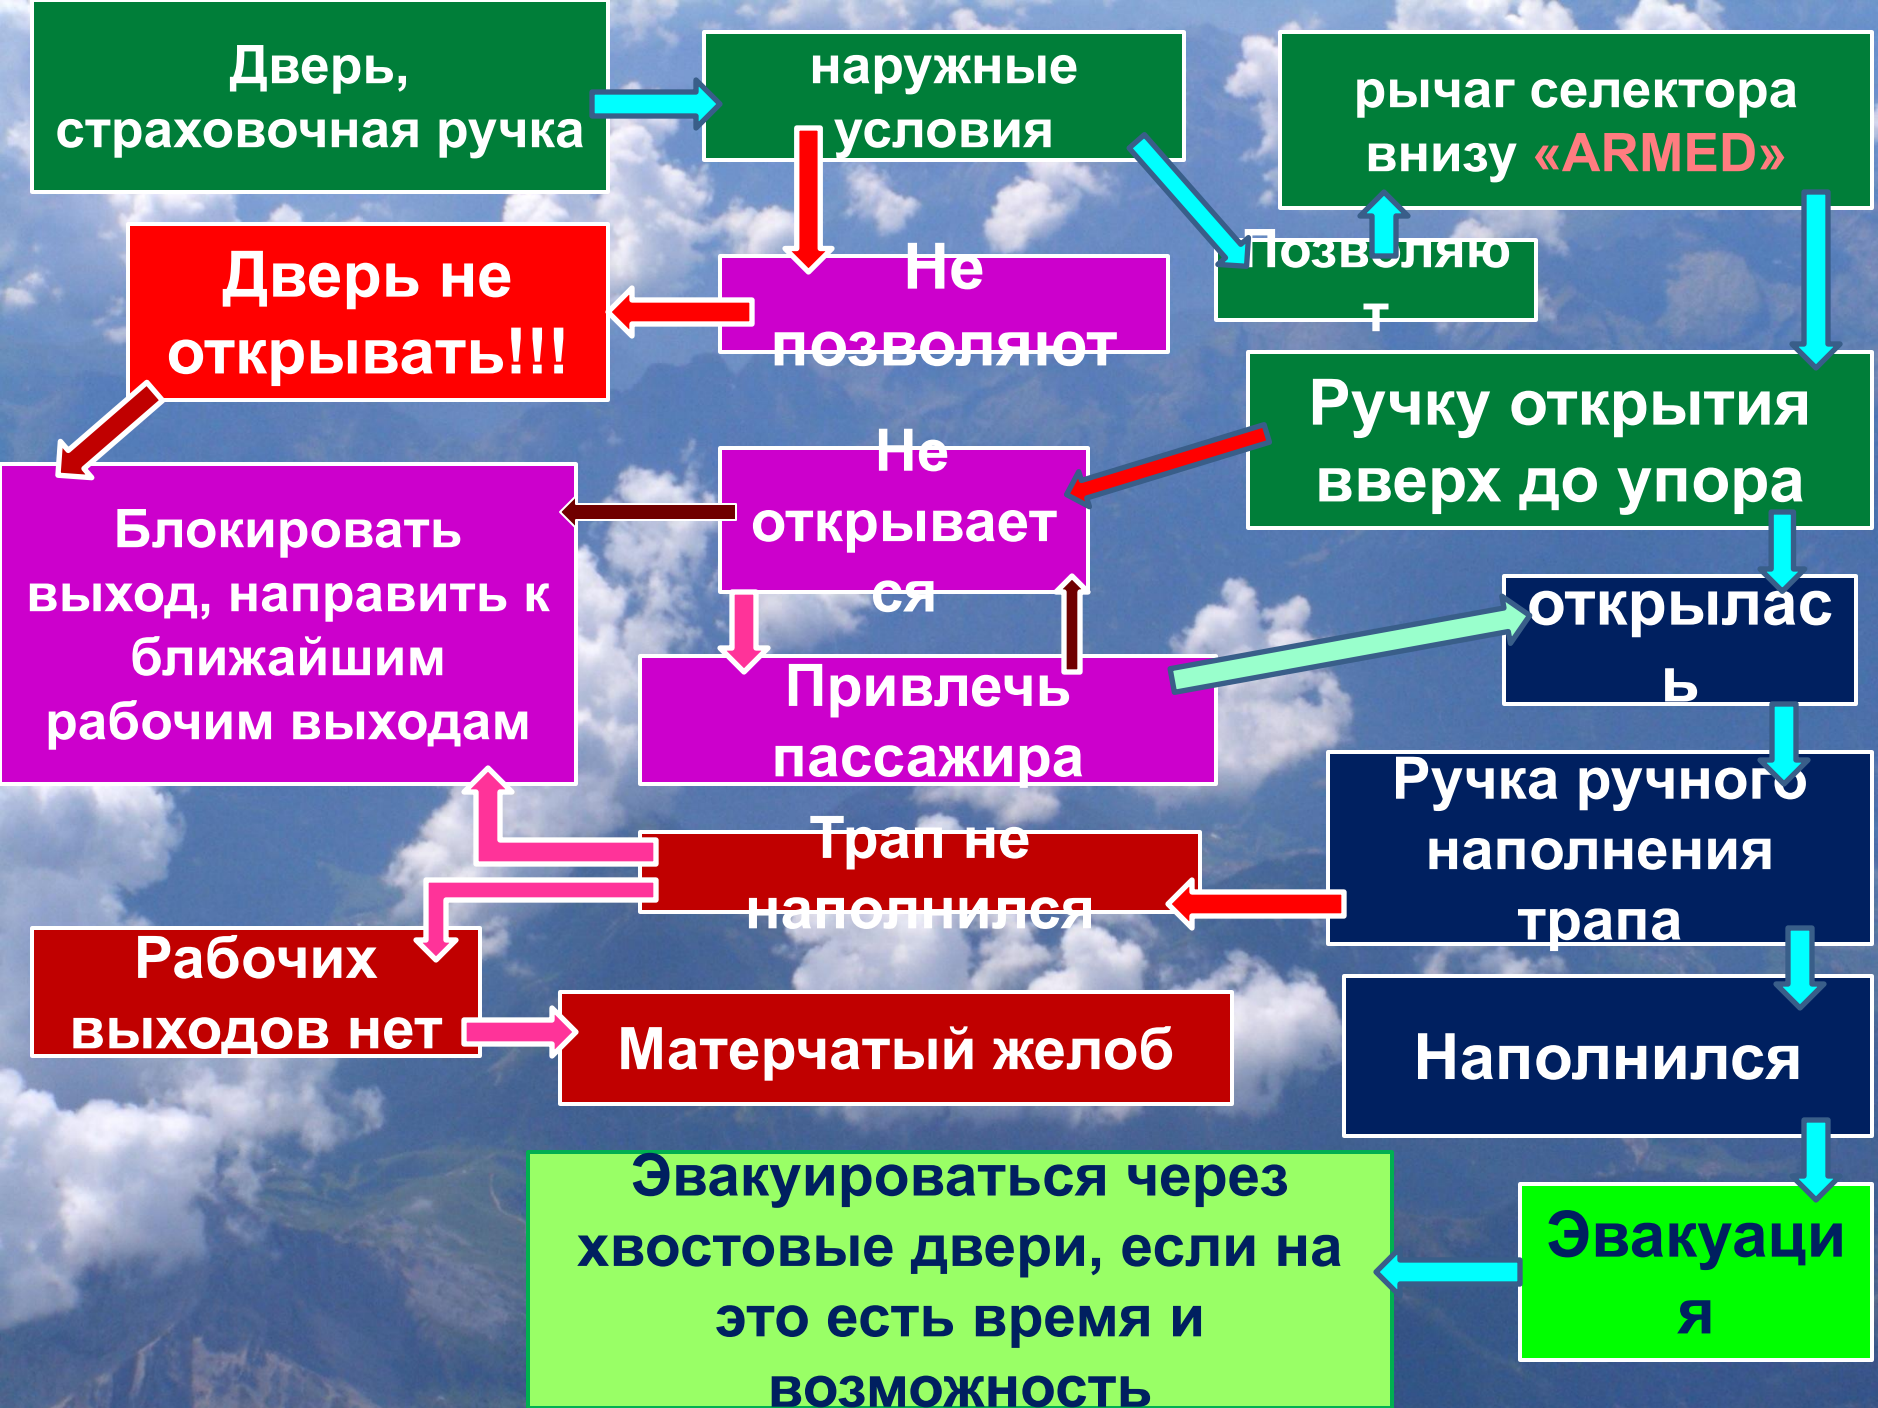 Дверь,
страховочная ручка
наружные
условия
рычаг селектора
внизу «ARMED»
Дверь не
открывать!!!
Не
позволяют
Позволяю
т
Ручку открытия
вверх до упора
Не
открывает
ся
Блокировать
выход, направить к
ближайшим
рабочим выходам
открылас
ь
Привлечь
пассажира
Ручка ручного
наполнения
трапа
Трап не
наполнился
Рабочих
выходов нет
Матерчатый желоб
Наполнился
Эвакуироваться через
хвостовые двери, если на
это есть время и
возможность
Эвакуаци
я